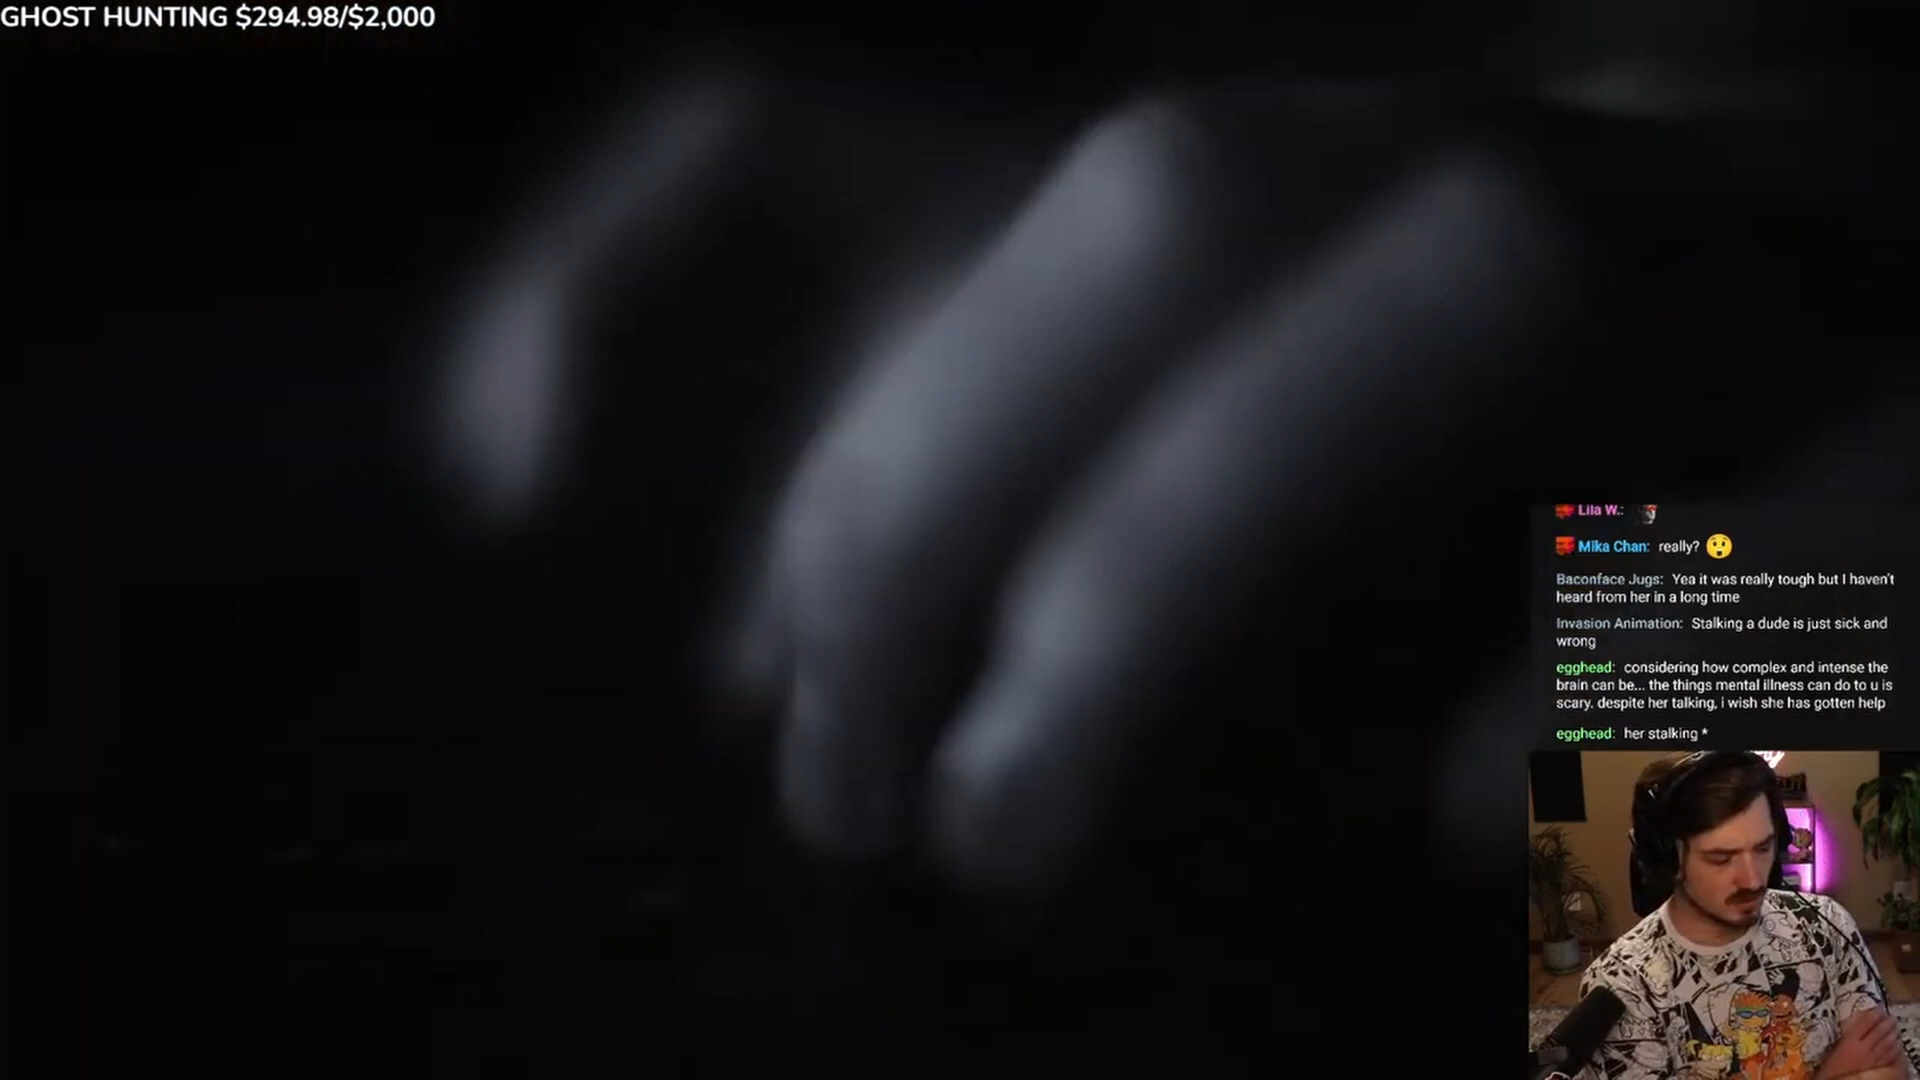 GHOST HUNTING $294.98/$2,000
Lila W.:
Mika Chan: really?
Baconface Jugs: Yea it was really tough but I haven't
heard from her in a long time
Invasion Animation: Stalking a dude is just sick and
wrong
egghead: considering how complex and intense the
brain can be... the things mental illness can do to u is
scary. despite her talking, i wish she has gotten help
egghead: her stalking *